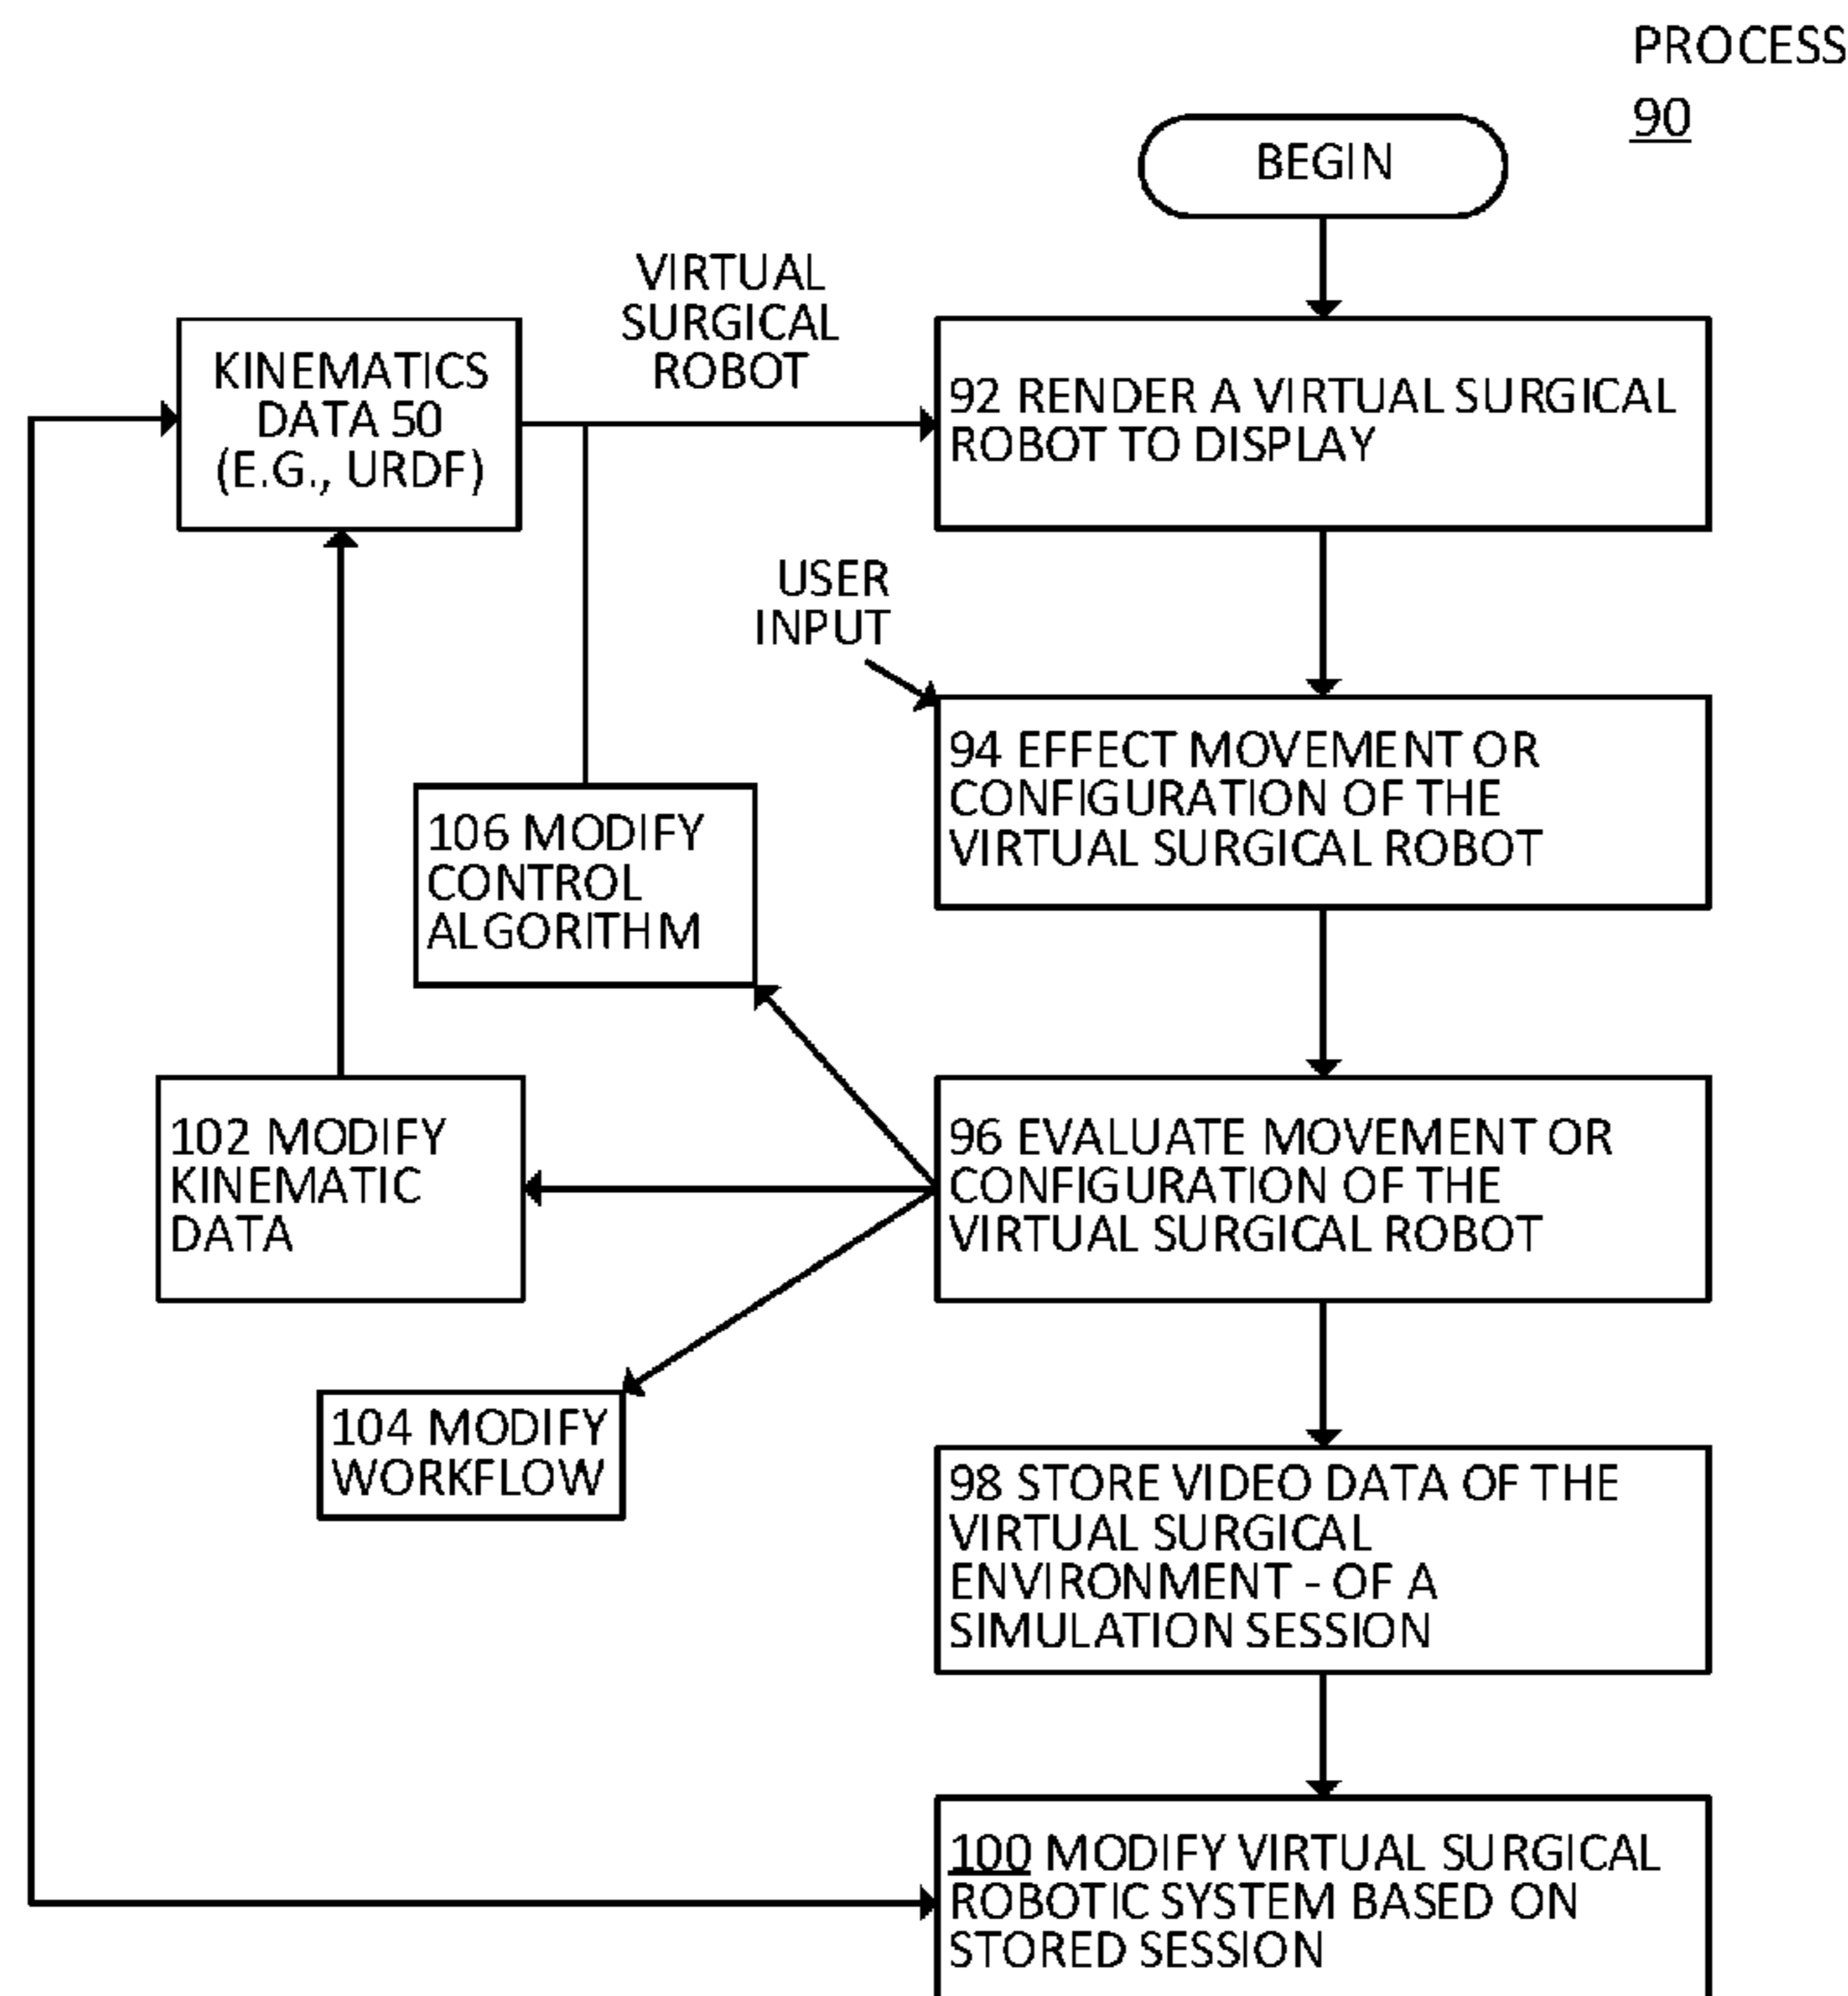 PROCESS
90
BEGIN
VIRTUAL
SURGICAL
ROBOT
KINEMATICS
DATA 50
(E.G., URDF)
92 RENDER A VIRTUAL SURGICAL
ROBOT TO DISPLAY
USER
INPUT
94 EFFECT MOVEMENT OR
CONFIGURATION OF THE
VIRTUAL SURGICAL ROBOT
106 MODIFY
CONTROL
ALGORITHM
102 MODIFY
KINEMATIC
DATA
96 EVALUATE MOVEMENT OR
CONFIGURATION OF THE
VIRTUAL SURGICAL ROBOT
104 MODIFY
WORKFLOW
98 STORE VIDEO DATA OF THE
VIRTUAL SURGICAL
ENVIRONMENT - OF A
SIMULATION SESSION
100 MODIFY VIRTUAL SURGICAL
ROBOTIC SYSTEM BASED ON
STORED SESSION